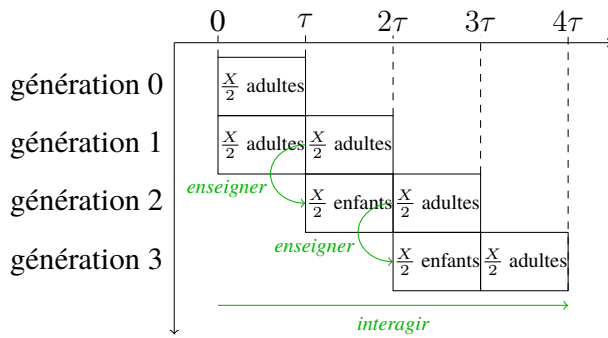 0 τ 2τ 3τ 4τ
génération 0 X/2 adultes
génération 1 X/2 adultes X/2 adultes
enseigner
génération 2 X/2 enfants X/2 adultes
enseigner
génération 3 X/2 enfants X/2 adultes
interagir